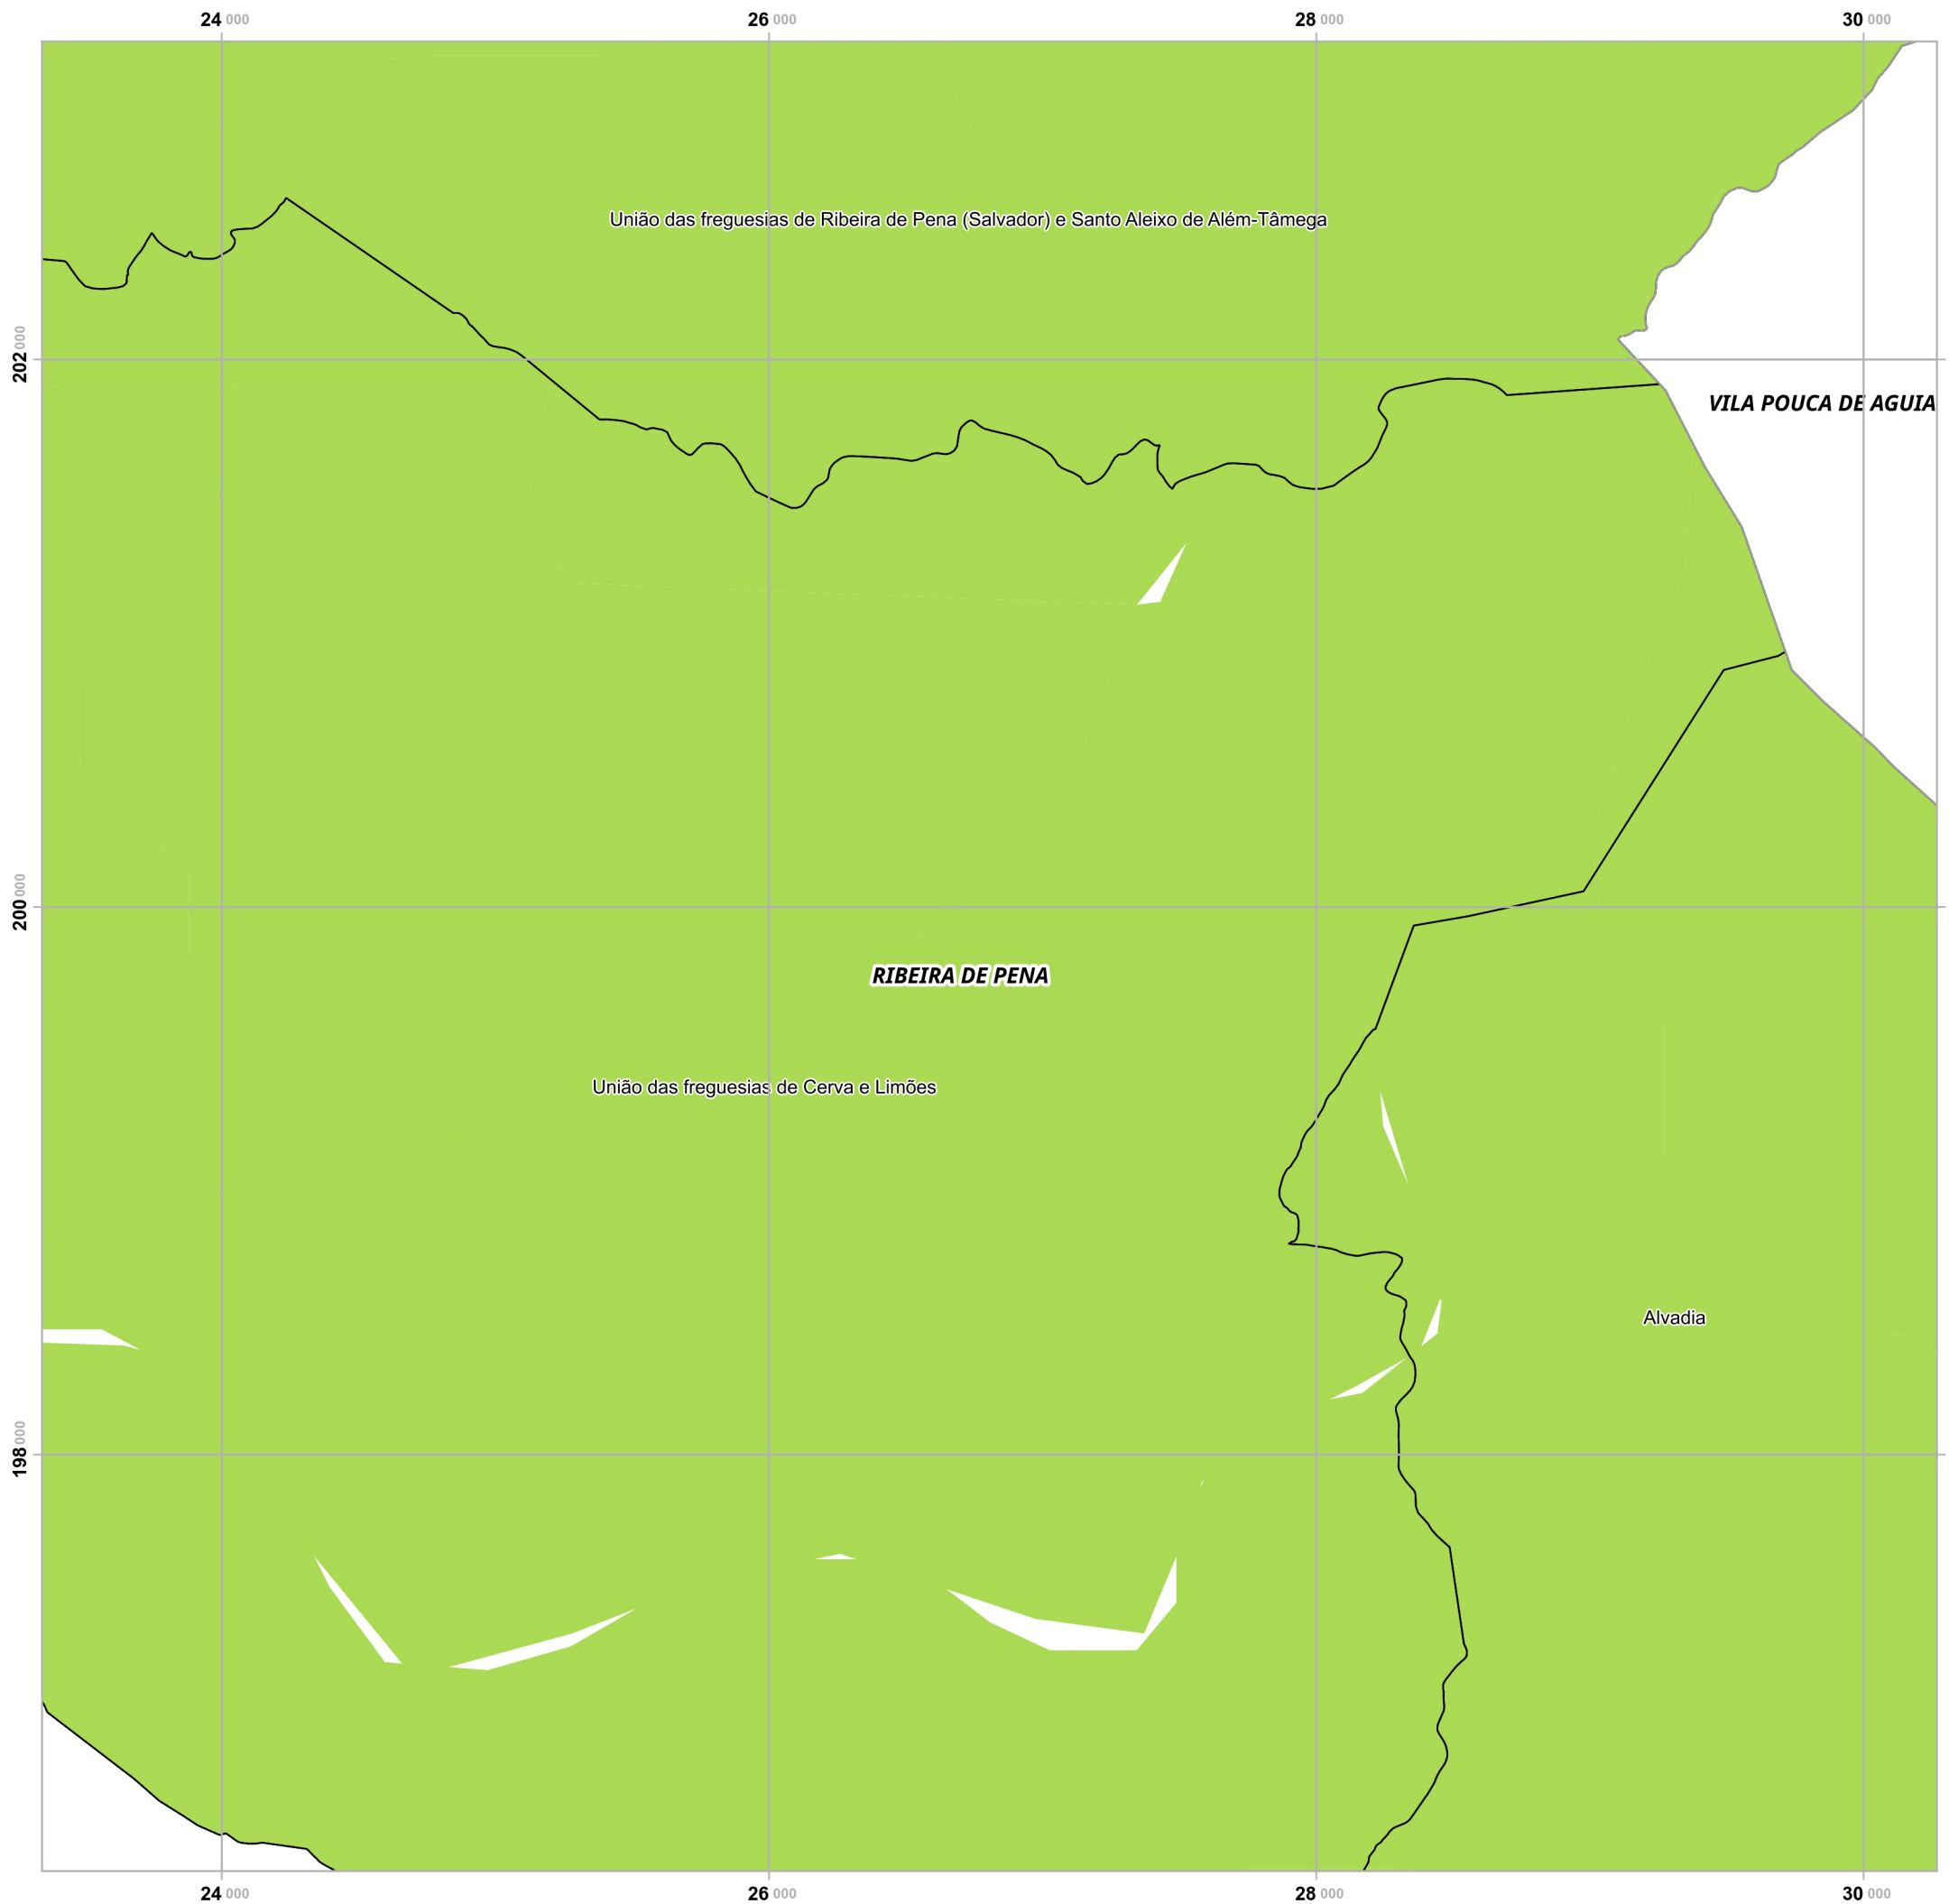 24 000 26 000 28 000 30 000
União das freguesias de Ribeira de Pena (Salvador) e Santo Aleixo de Além-Tâmega
202 000
VILA POUCA DE AGUIA
200 000
RIBEIRA DE PENA
União das freguesias de Cerva e Limões
Alvadia
198 000
24 000 26 000 28 000 30 000